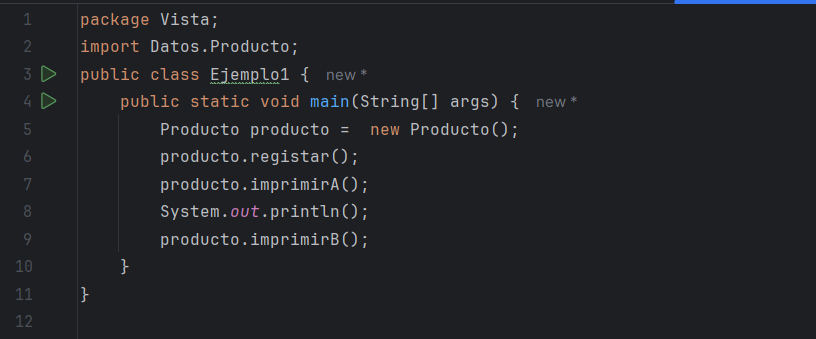 1 package Vista;
2 import Datos.Producto;
3 public class Ejemplo1 { new *
4 public static void main(String[] args) { new *
5 Producto producto =  new Producto();
6 producto.registar();
7 producto.imprimirA();
8 System.out.println();
9 producto.imprimirB();
10 }
11 }
12